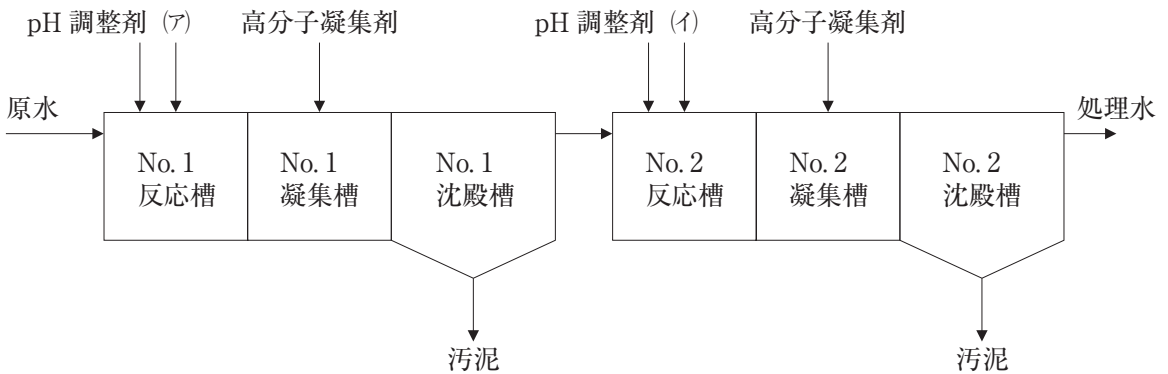 pH 調整剤 (ア) 高分子凝集剤 pH 調整剤 (イ) 高分子凝集剤
原水 処理水
No. 1
反応槽
No. 1
凝集槽
No. 1
沈殿槽
No. 2
反応槽
No. 2
凝集槽
No. 2
沈殿槽
汚泥 汚泥